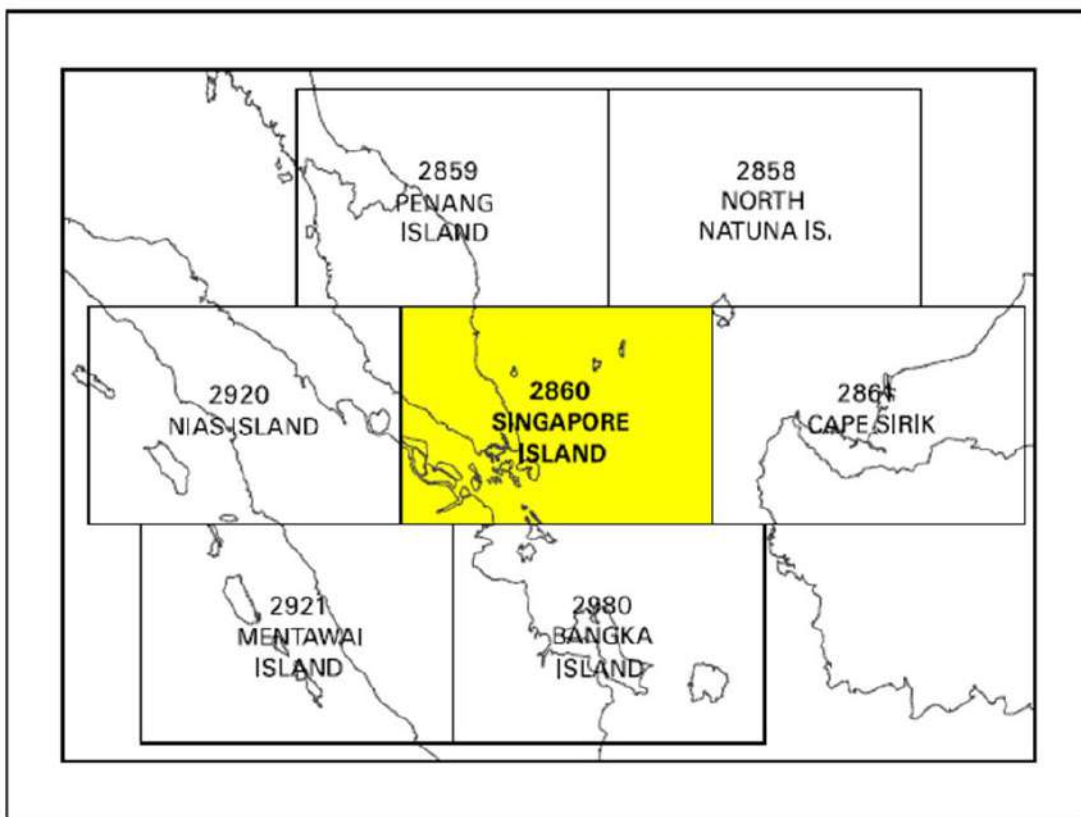 2859
PENANG
ISLAND
2858
NORTH
NATUNA IS.
2920
NIAS ISLAND
2860
SINGAPORE
ISLAND
2861
CAPE SIRIK
2921
MENTAWAI
ISLAND
2980
BANGKA
ISLAND